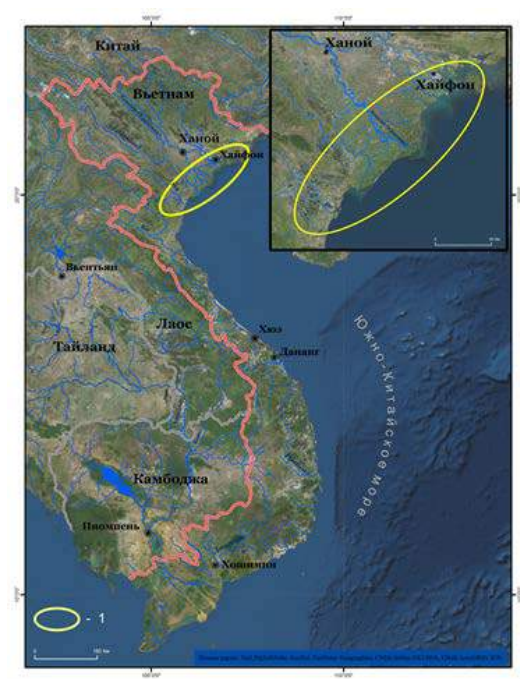 Китай
Вьетнам
Ханой
Хайфон
Ханой
Хайфон
Вьентьян
Лаос
Тайланд
Хюэ
Дананг
Южно-Китайское море
Камбоджа
Пномпень
Хошимин
- 1